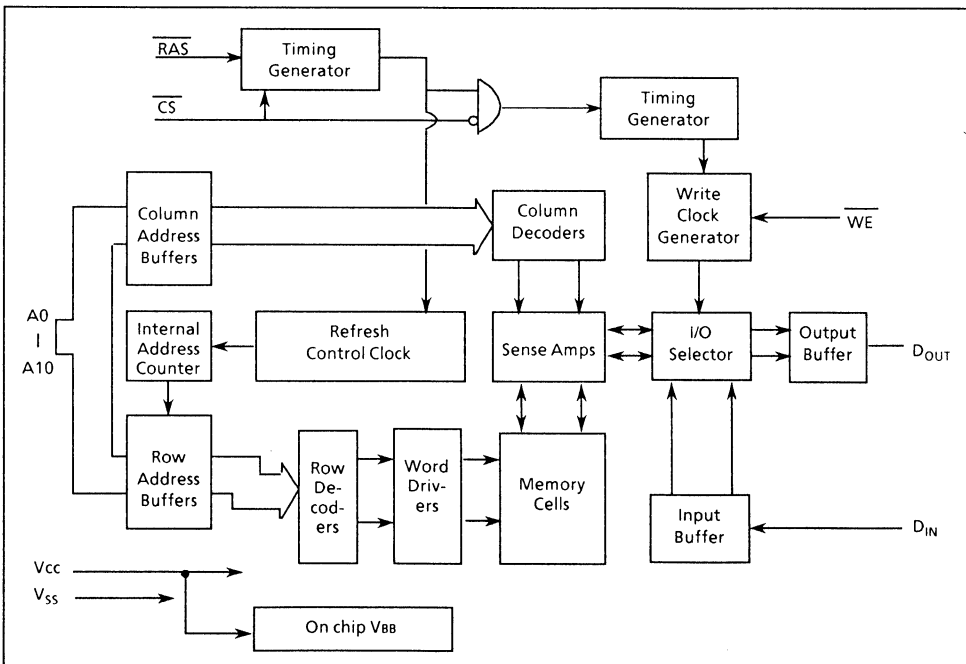 RAS
Timing
Generator
CS
Timing
Generator
Column
Address
Buffers
Column
Decoders
Write
Clock
Generator
WE
A0
A10
Internal
Address
Counter
Refresh
Control Clock
Sense Amps
I/O
Selector
Output
Buffer
DOUT
Row
Address
Buffers
Row
De-
cod-
ers
Word
Driv-
ers
Memory
Cells
Input
Buffer
DIN
Vcc
VSS
On chip VBB